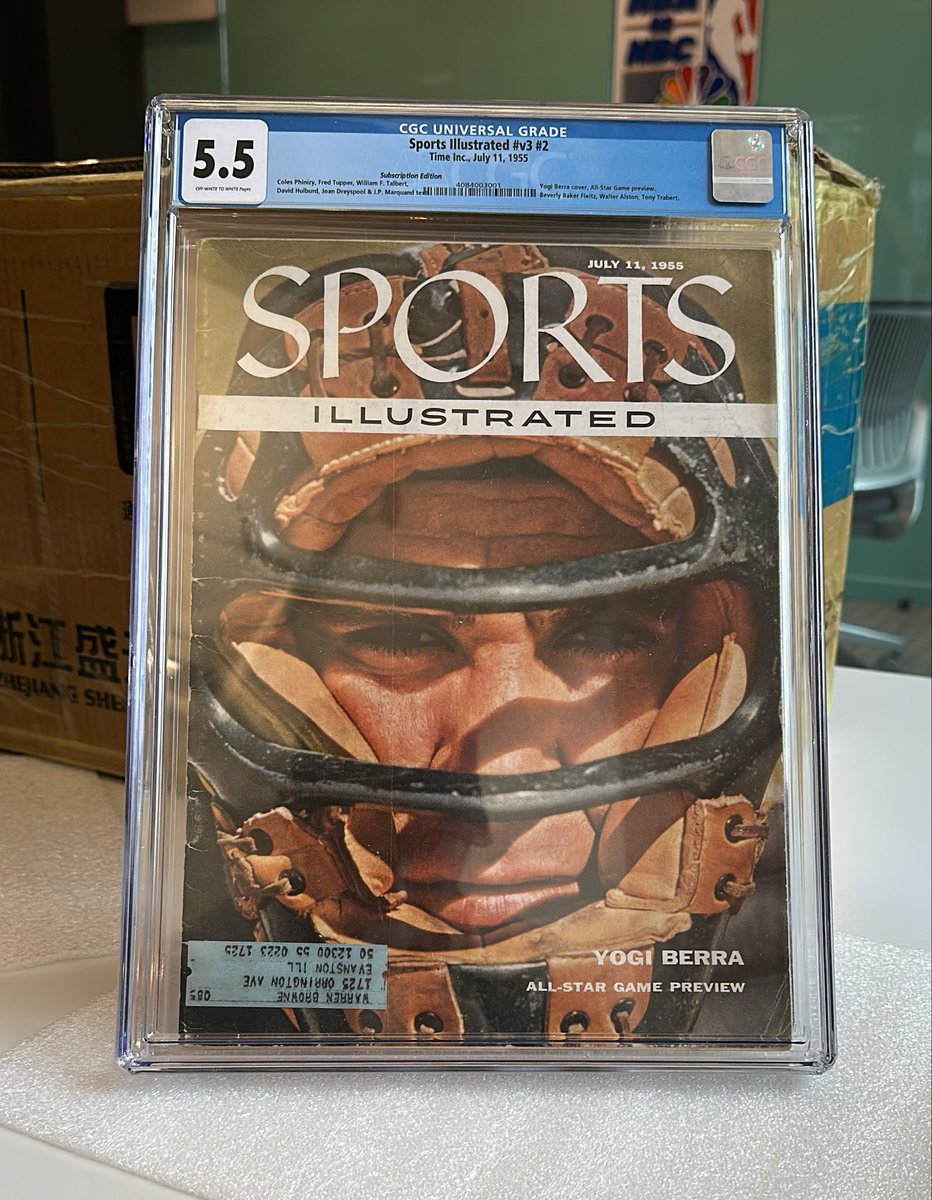 NBC
CGC UNIVERSAL GRADE
5.5
OFF-WHITE TO WHITE Pages
Sports Illustrated #v3 #2
Time Inc., July 11, 1955
Subscription Edition
Coles Phinizy, Fred Tupper, William F. Talbert,
David Hulburd, Joan Dreyspool & J.P. Marquand text
4084003001
Yogi Berra cover, All-Star Game preview.
Beverly Baker Fleitz, Walter Alston, Tony Trabert.
CGC
JULY 11, 1955
SPORTS
ILLUSTRATED
浙江盛
ZHEJIANG SHE
YOGI BERRA
ALL-STAR GAME PREVIEW
WARREN BROWNE G85
1725 ORRINGTON AVE
EVANSTON ILL
50 12300 55 0223 1725